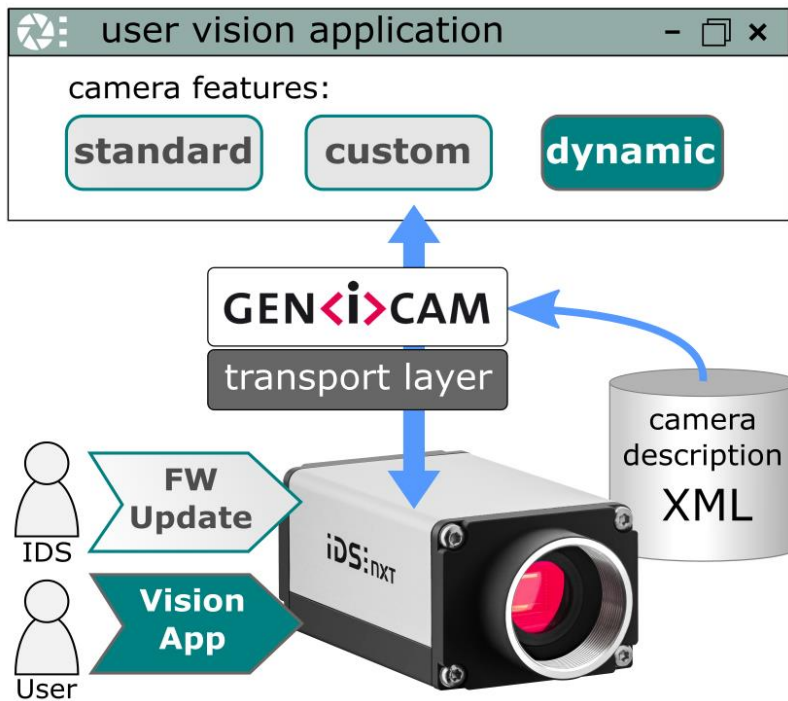 user vision application
camera features:
standard
custom
dynamic
GEN<i>CAM
transport layer
camera
description
XML
FW
Update
IDS
iDS:nxt
Vision
App
User